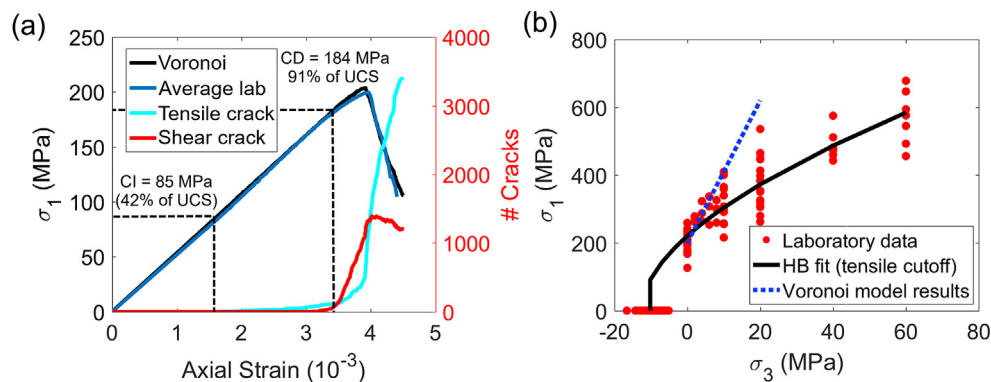 (a)
250
200
150
100
50
0
σ1 (MPa)
Voronoi
Average lab
Tensile crack
Shear crack
CD = 184 MPa
91% of UCS
CI = 85 MPa
(42% of UCS)
4000
3000
2000
1000
0
# Cracks
0 1 2 3 4 5
Axial Strain (10-3)
(b)
800
600
400
200
0
σ1 (MPa)
Laboratory data
HB fit (tensile cutoff)
Voronoi model results
-20 0 20 40 60 80
σ3 (MPa)